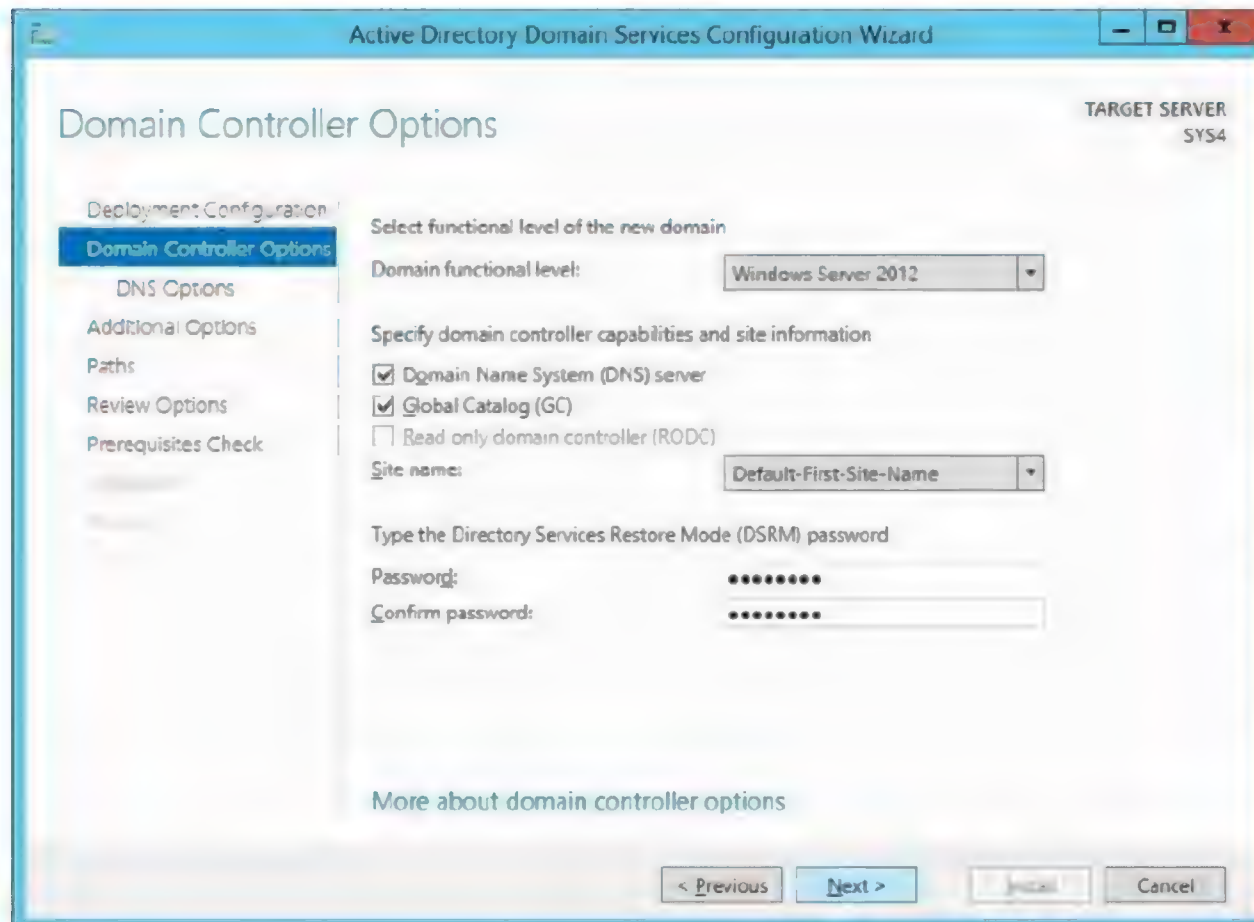 Active Directory Domain Services Configuration Wizard
Domain Controller Options
TARGET SERVER
SYS4
Deployment Configuration
Domain Controller Options
DNS Options
Additional Options
Paths
Review Options
Prerequisites Check
Select functional level of the new domain
Domain functional level: Windows Server 2012
Specify domain controller capabilities and site information
Domain Name System (DNS) server
Global Catalog (GC)
Read only domain controller (RODC)
Site name: Default-First-Site-Name
Type the Directory Services Restore Mode (DSRM) password
Password: ••••••••
Confirm password: ••••••••
More about domain controller options
< Previous Next > Install Cancel